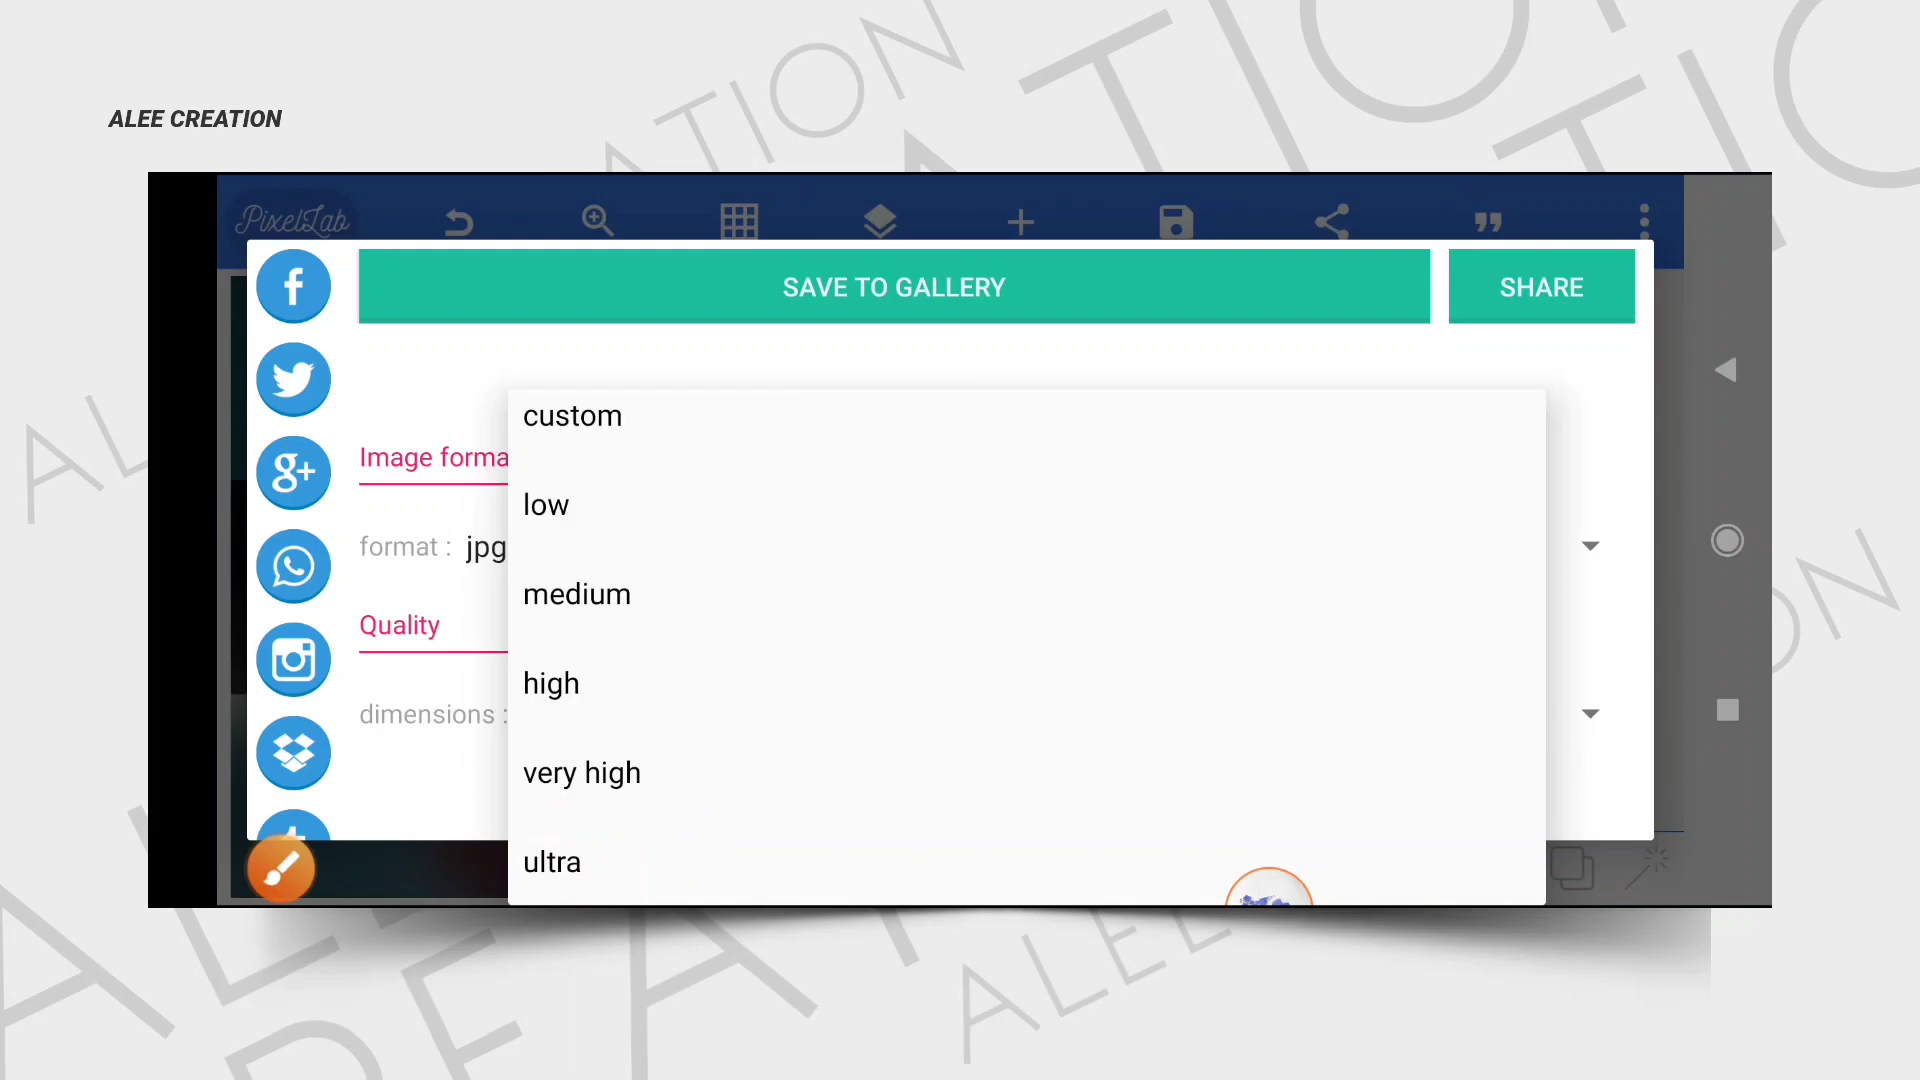 ALEE CREATION
PixelLab
SAVE TO GALLERY
SHARE
custom
Image forma
low
format : jpg
medium
Quality
high
dimensions :
very high
ultra